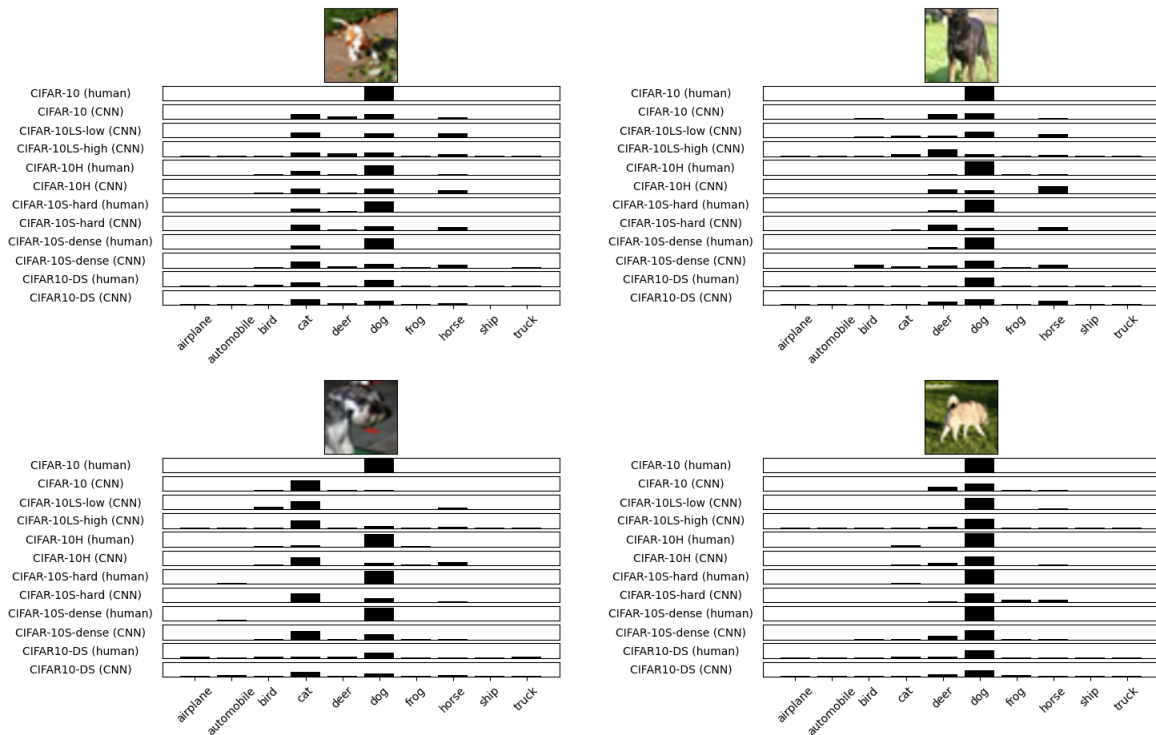 CIFAR-10 (human)
CIFAR-10 (CNN)
CIFAR-10LS-low (CNN)
CIFAR-10LS-high (CNN)
CIFAR-10H (human)
CIFAR-10H (CNN)
CIFAR-10S-hard (human)
CIFAR-10S-hard (CNN)
CIFAR-10S-dense (human)
CIFAR-10S-dense (CNN)
CIFAR10-DS (human)
CIFAR10-DS (CNN)
airplane
automobile
bird
cat
deer
dog
frog
horse
ship
truck
CIFAR-10 (human)
CIFAR-10 (CNN)
CIFAR-10LS-low (CNN)
CIFAR-10LS-high (CNN)
CIFAR-10H (human)
CIFAR-10H (CNN)
CIFAR-10S-hard (human)
CIFAR-10S-hard (CNN)
CIFAR-10S-dense (human)
CIFAR-10S-dense (CNN)
CIFAR10-DS (human)
CIFAR10-DS (CNN)
airplane
automobile
bird
cat
deer
dog
frog
horse
ship
truck
CIFAR-10 (human)
CIFAR-10 (CNN)
CIFAR-10LS-low (CNN)
CIFAR-10LS-high (CNN)
CIFAR-10H (human)
CIFAR-10H (CNN)
CIFAR-10S-hard (human)
CIFAR-10S-hard (CNN)
CIFAR-10S-dense (human)
CIFAR-10S-dense (CNN)
CIFAR10-DS (human)
CIFAR10-DS (CNN)
airplane
automobile
bird
cat
deer
dog
frog
horse
ship
truck
CIFAR-10 (human)
CIFAR-10 (CNN)
CIFAR-10LS-low (CNN)
CIFAR-10LS-high (CNN)
CIFAR-10H (human)
CIFAR-10H (CNN)
CIFAR-10S-hard (human)
CIFAR-10S-hard (CNN)
CIFAR-10S-dense (human)
CIFAR-10S-dense (CNN)
CIFAR10-DS (human)
CIFAR10-DS (CNN)
airplane
automobile
bird
cat
deer
dog
frog
horse
ship
truck